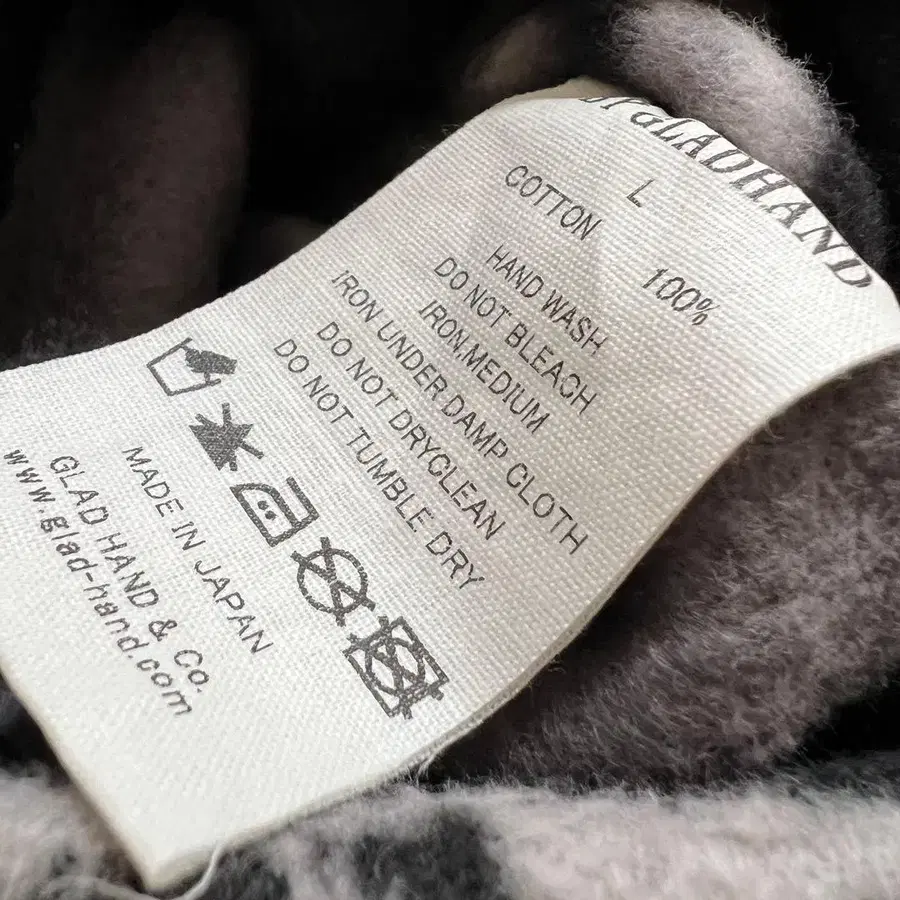 GLADHAND
L
COTTON 100%
HAND WASH
DO NOT BLEACH
IRON.MEDIUM
IRON UNDER DAMP CLOTH
DO NOT DRYCLEAN
DO NOT TUMBLE DRY
MADE IN JAPAN
GLAD HAND & Co.
www.glad-hand.com